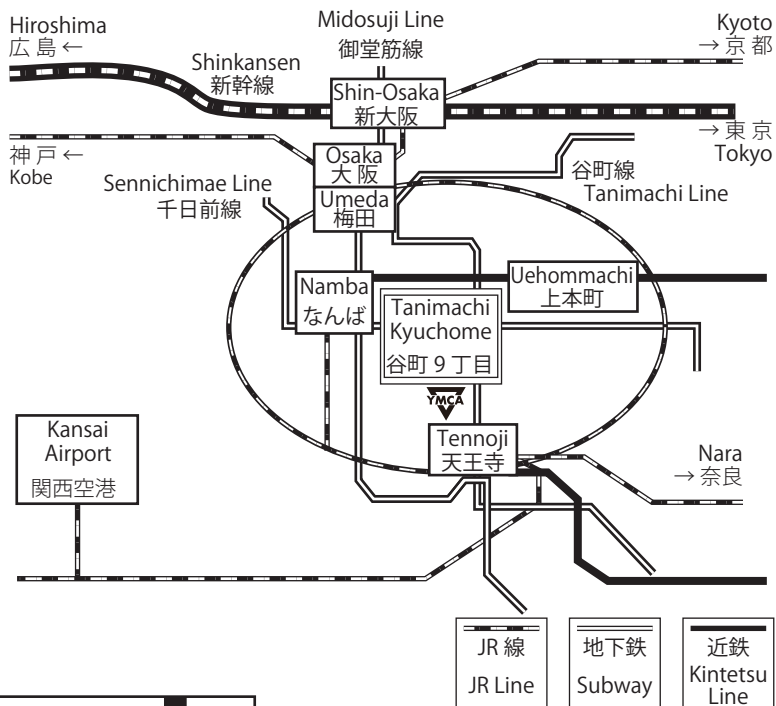 Hiroshima
広 島 ←
Midosuji Line
御堂筋線
Kyoto
→ 京 都
Shinkansen
新幹線
Shin-Osaka
新大阪
神 戸 ←
Kobe
→ 東 京
Tokyo
Osaka
大 阪
Umeda
梅田
谷町線
Tanimachi Line
Sennichimae Line
千日前線
Namba
なんば
Uehommachi
上本町
Tanimachi
Kyuchome
谷町 9 丁目
YMCA
Tennoji
天王寺
Kansai
Airport
関西空港
Nara
→ 奈良
JR 線
JR Line
地下鉄
Subway
近鉄
Kintetsu
Line